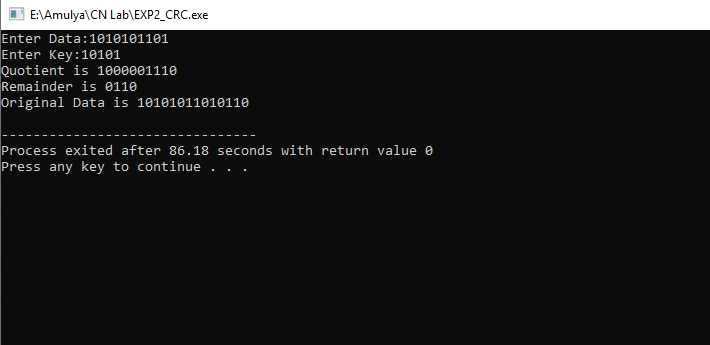 E:\Amulya\CN Lab\EXP2_CRC.exe
Enter Data:1010101101
Enter Key:10101
Quotient is 1000001110
Remainder is 0110
Original Data is 10101011010110
--------------------------------
Process exited after 86.18 seconds with return value 0
Press any key to continue . . .